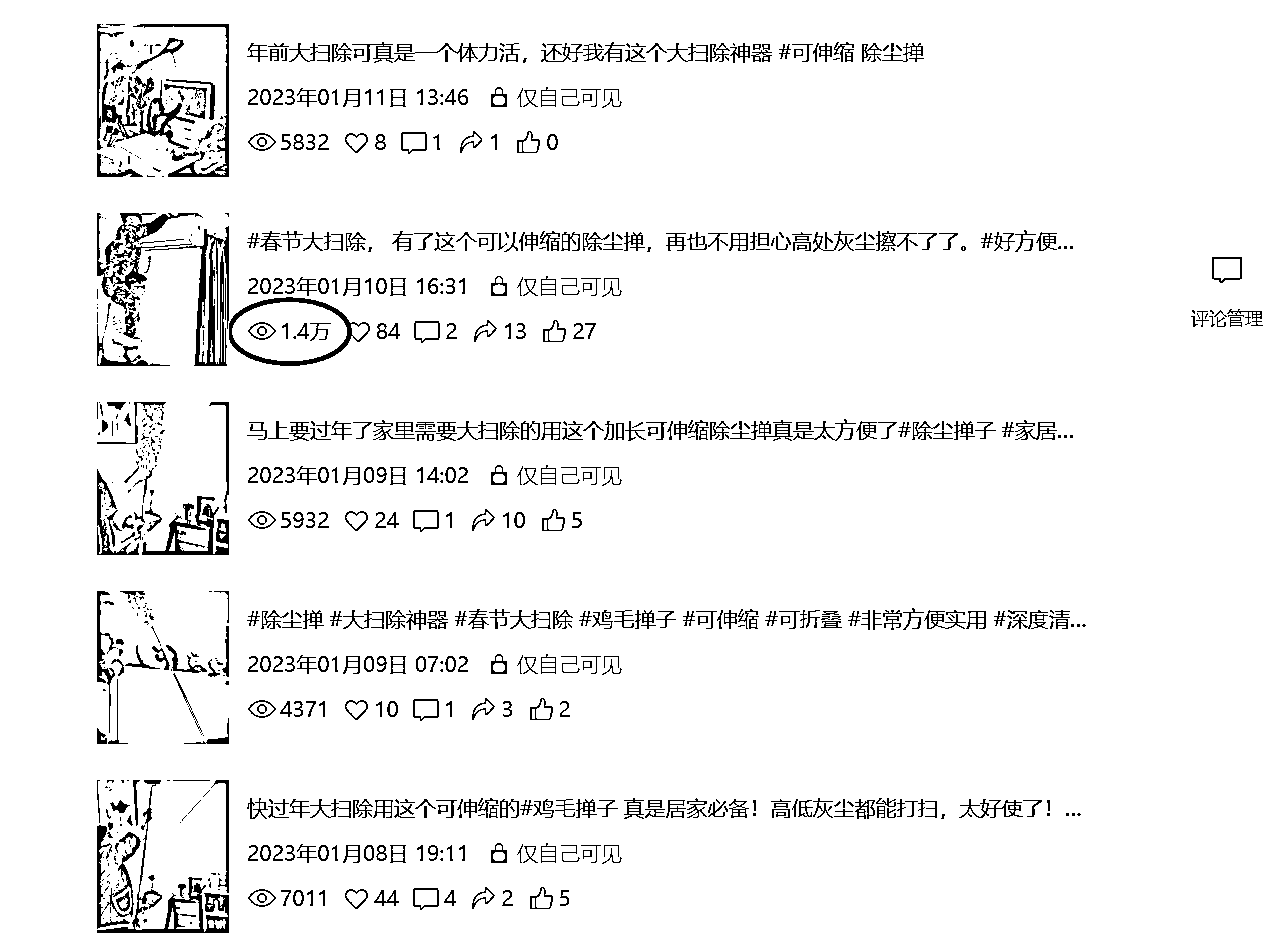 年前大扫除可真是一个体力活，还好我有这个大扫除神器 #可伸缩 除尘掸
2023年01月11日 13:46 仅自己可见
5832 8 1 1 0
#春节大扫除， 有了这个可以伸缩的除尘掸，再也不用担心高处灰尘擦不了了。#好方便...
2023年01月10日 16:31 仅自己可见
1.4万 84 2 13 27
评论管理
马上要过年了家里需要大扫除的用这个加长可伸缩除尘掸真是太方便了#除尘掸子 #家居...
2023年01月09日 14:02 仅自己可见
5932 24 1 10 5
#除尘掸 #大扫除神器 #春节大扫除 #鸡毛掸子 #可伸缩 #可折叠 #非常方便实用 #深度清...
2023年01月09日 07:02 仅自己可见
4371 10 1 3 2
快过年大扫除用这个可伸缩的#鸡毛掸子 真是居家必备！高低灰尘都能打扫，太好使了！...
2023年01月08日 19:11 仅自己可见
7011 44 4 2 5